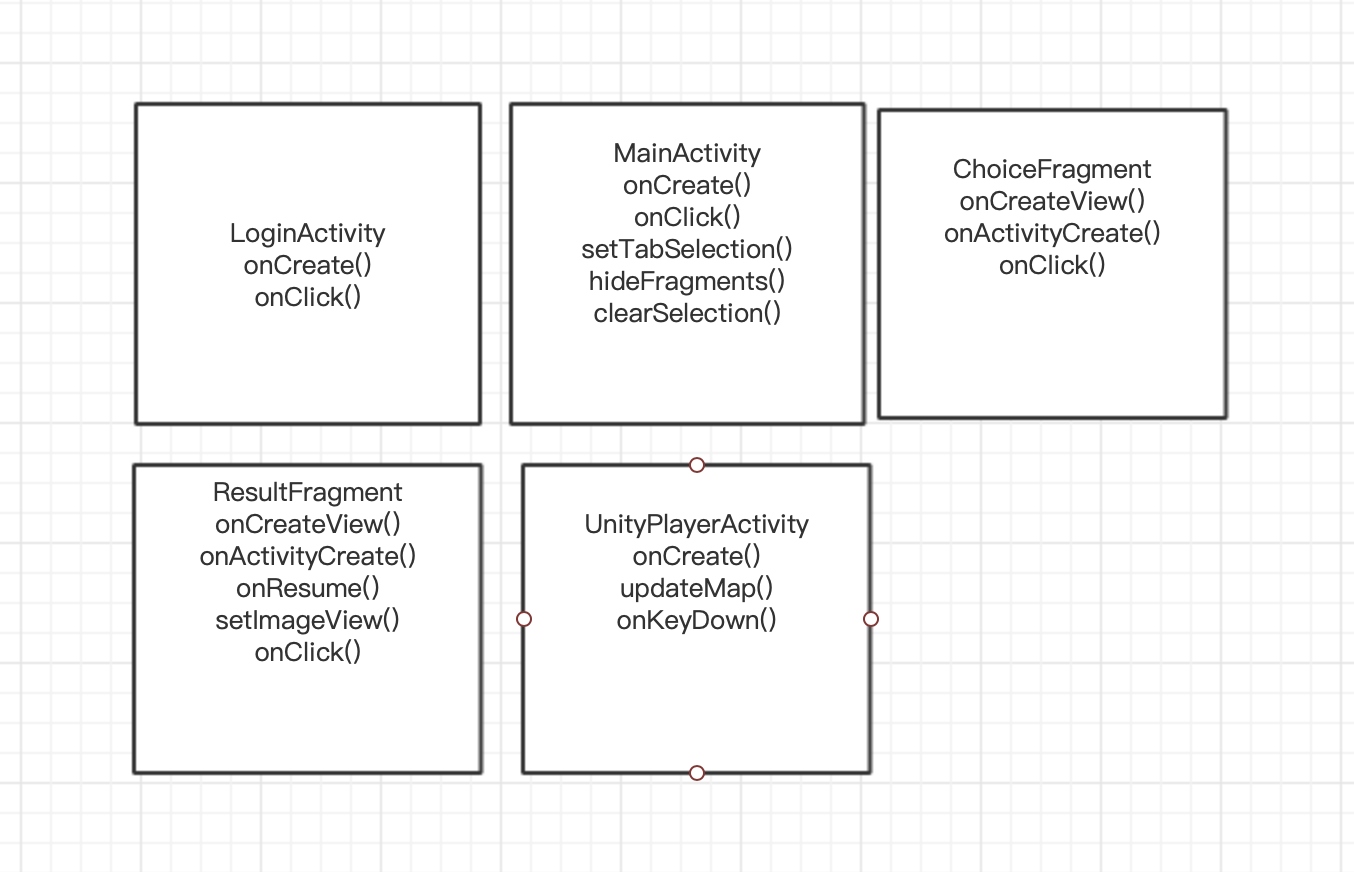 LoginActivity
onCreate()
onClick()
MainActivity
onCreate()
onClick()
setTabSelection()
hideFragments()
clearSelection()
ChoiceFragment
onCreateView()
onActivityCreate()
onClick()
ResultFragment
onCreateView()
onActivityCreate()
onResume()
setImageView()
onClick()
UnityPlayerActivity
onCreate()
updateMap()
onKeyDown()